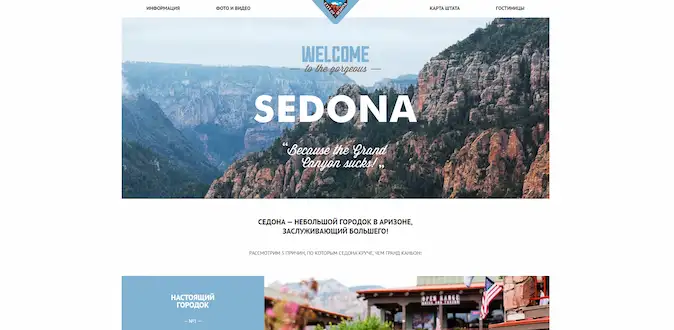 ИНФОРМАЦИЯ
ФОТО И ВИДЕО
КАРТА ШТАТА
ГОСТИНИЦЫ
WELCOME
to the gorgeous
SEDONA
“Because the Grand
Canyon sucks!„
СЕДОНА — НЕБОЛЬШОЙ ГОРОДОК В АРИЗОНЕ,
ЗАСЛУЖИВАЮЩИЙ БОЛЬШЕГО!
РАССМОТРИМ 5 ПРИЧИН, ПО КОТОРЫМ СЕДОНА КРУЧЕ, ЧЕМ ГРАНД КАНЬОН!
НАСТОЯЩИЙ
ГОРОДОК
— №1 —
OPEN RANGE